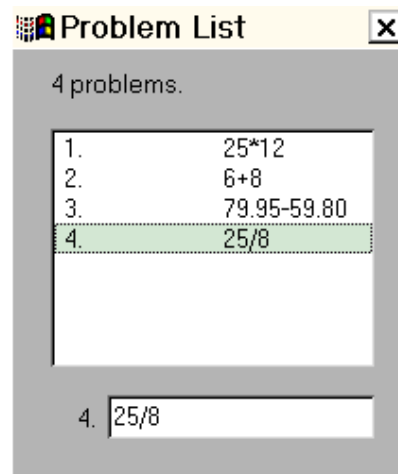 Problem List
4 problems.
1. 25*12
2. 6+8
3. 79.95-59.80
4. 25/8
4. 25/8